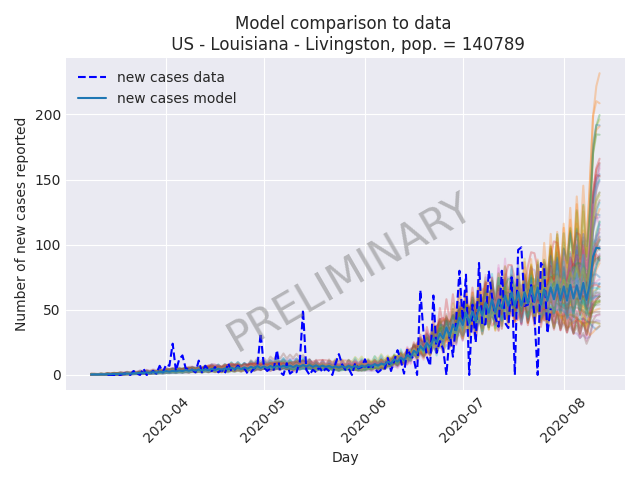 Model comparison to data
US - Louisiana - Livingston, pop. = 140789
new cases data
new cases model
Number of new cases reported
200
150
100
50
0
PRELIMINARY
2020-04
2020-05
2020-06
2020-07
2020-08
Day